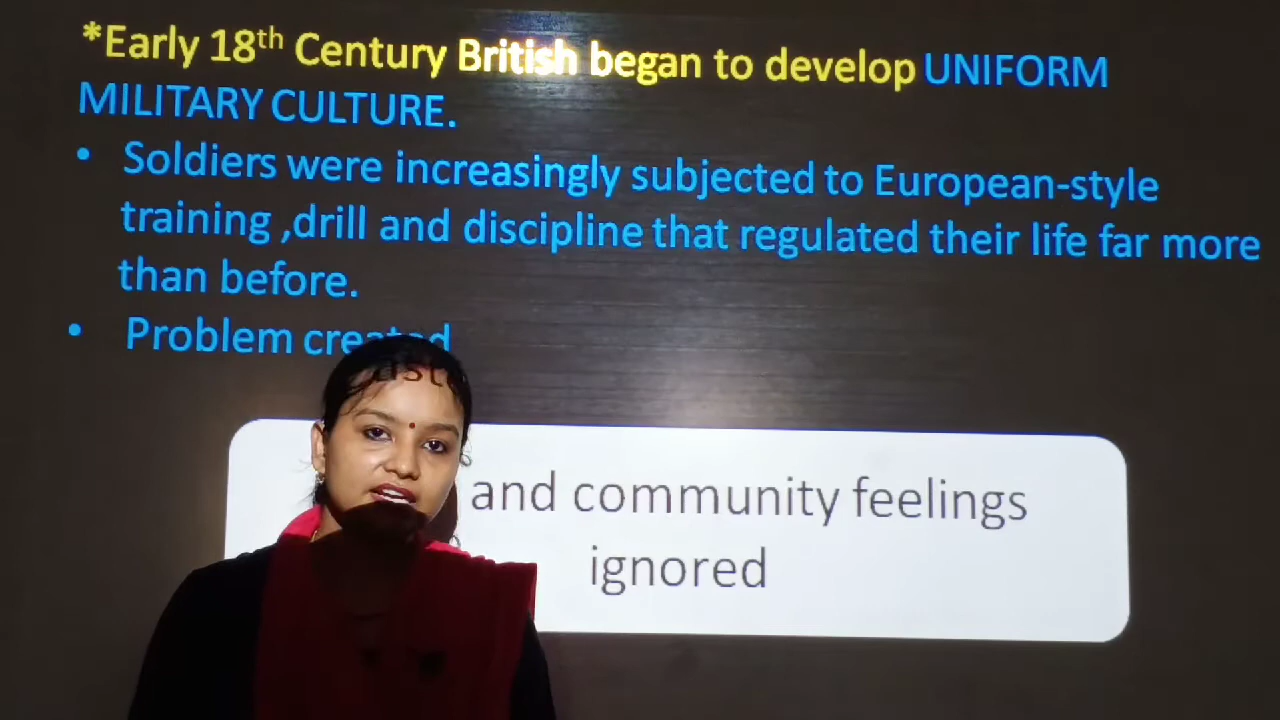 *Early 18th Century British began to develop UNIFORM
MILITARY CULTURE.
• Soldiers were increasingly subjected to European-style
training ,drill and discipline that regulated their life far more
than before.
• Problem created
and community feelings
ignored